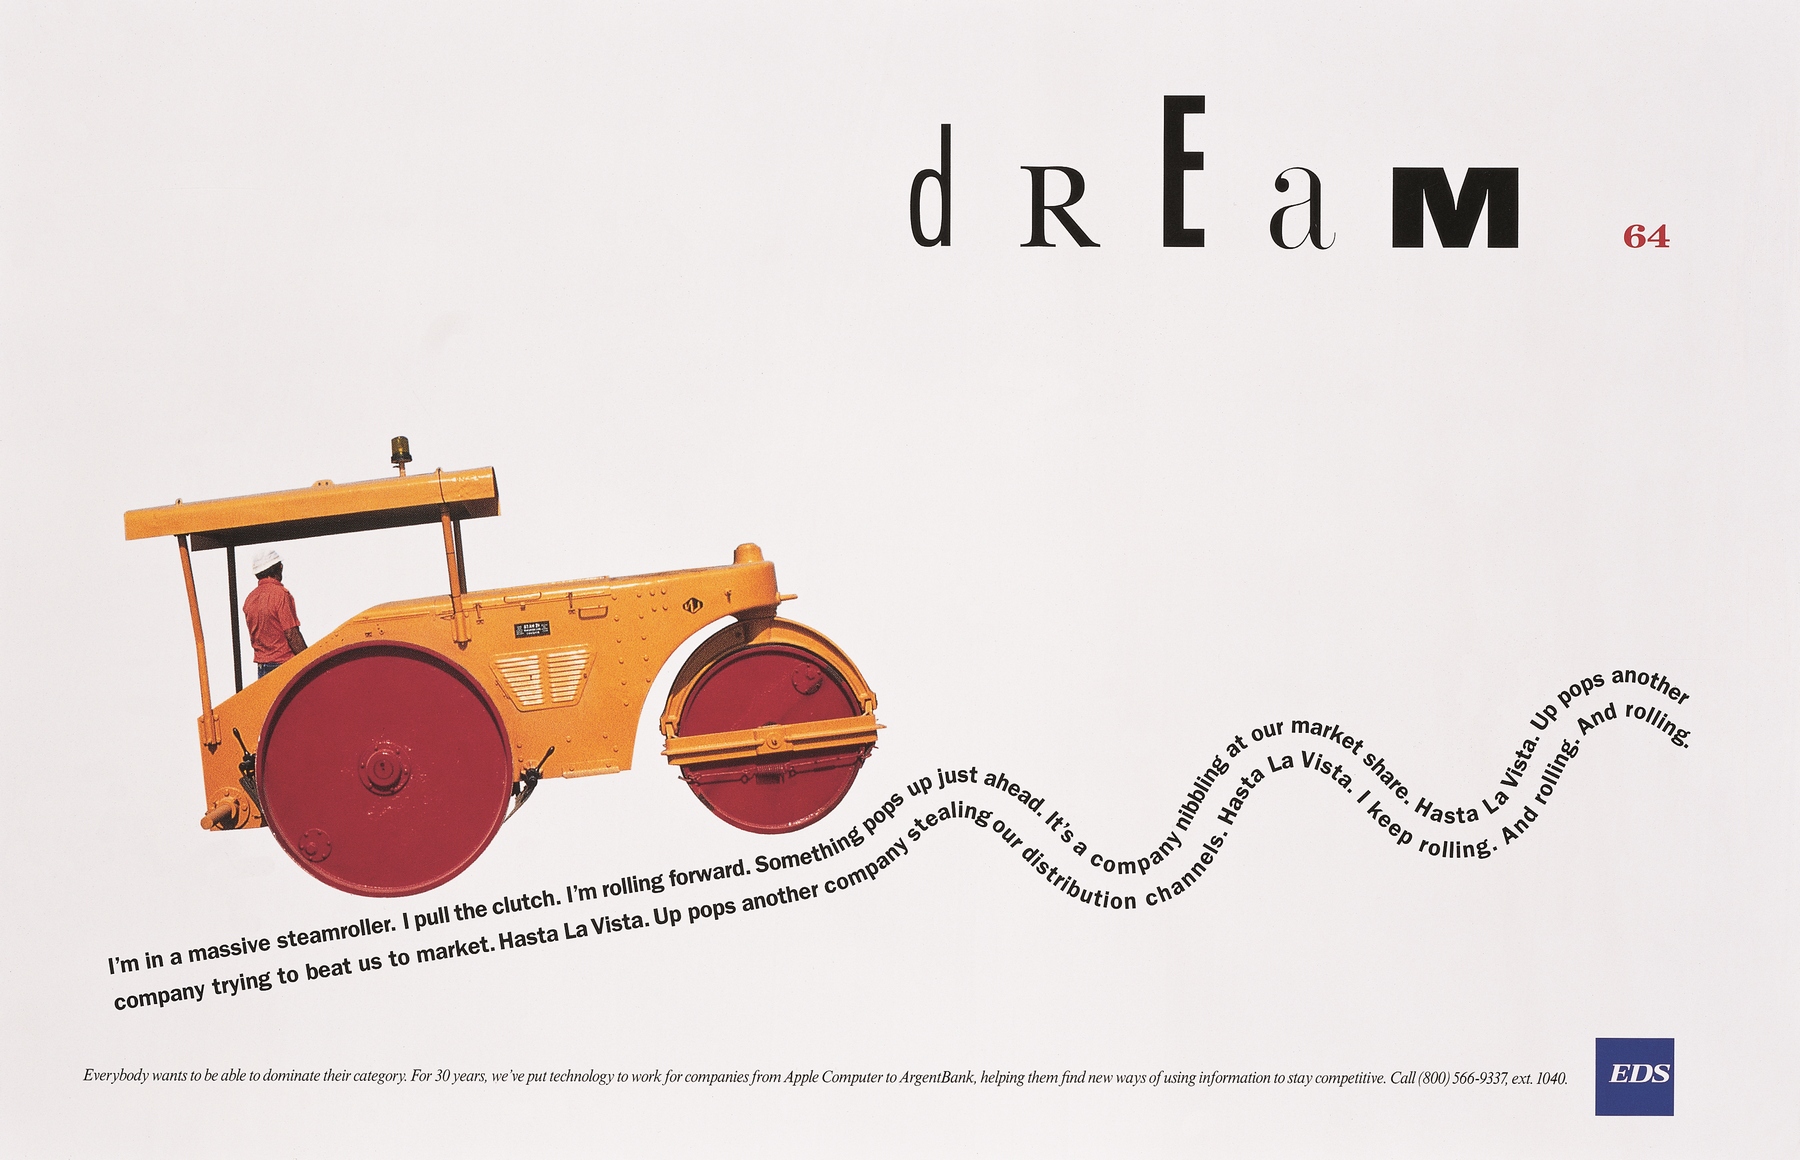 dREaM 64
I'm in a massive steamroller. I pull the clutch. I'm rolling forward. Something pops up just ahead. It's a company nibbling at our market share. Hasta La Vista. Up pops another
company trying to beat us to market. Hasta La Vista. Up pops another company stealing our distribution channels. Hasta La Vista. I keep rolling. And rolling. And rolling.
Everybody wants to be able to dominate their category. For 30 years, we've put technology to work for companies from Apple Computer to ArgentBank, helping them find new ways of using information to stay competitive. Call (800) 566-9337, ext. 1040.
EDS